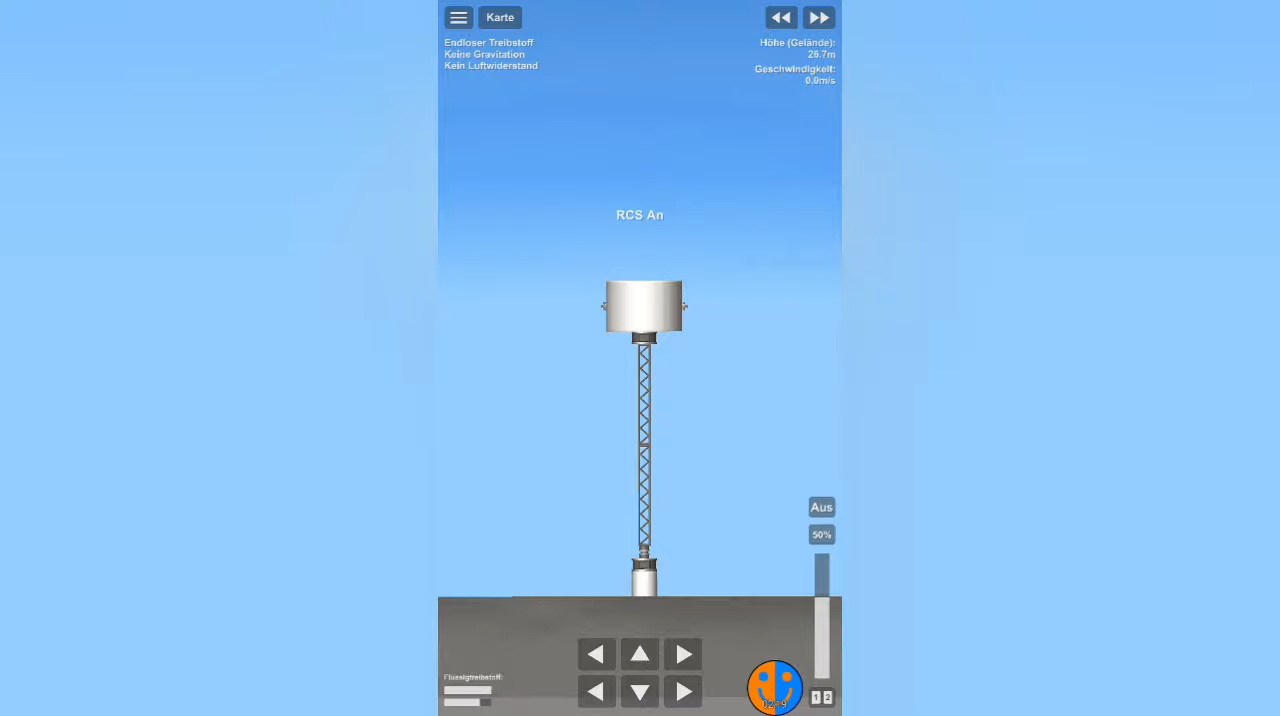 Karte
Endloser Treibstoff
Keine Gravitation
Kein Luftwiderstand
Höhe (Gelände):
26.7m
Geschwindigkeit:
0.0m/s
RCS An
Aus
50%
Flüssigtreibstoff:
1 2